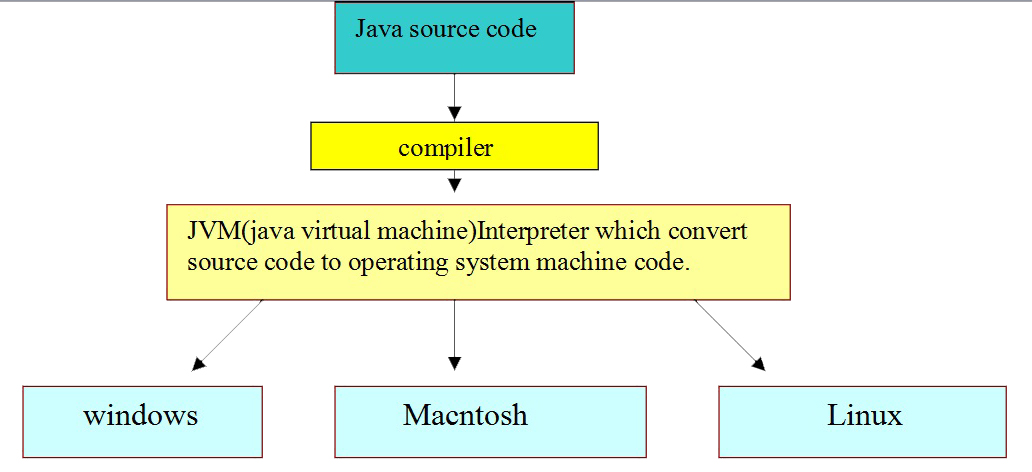 Java source code
compiler
JVM(java virtual machine)Interpreter which convert
source code to operating system machine code.
windows
Macntosh
Linux